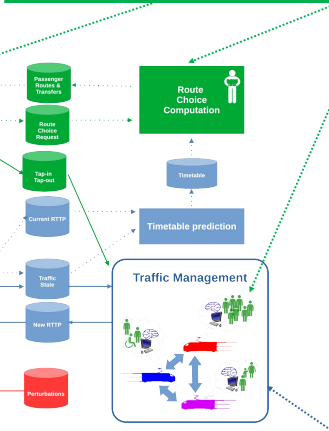 Passenger
Routes &
Transfers
Route
Choice
Computation
Route
Choice
Request
Tap-in
Tap-out
Timetable
Current RTTP
Timetable prediction
Traffic
State
Traffic Management
New RTTP
Perturbations